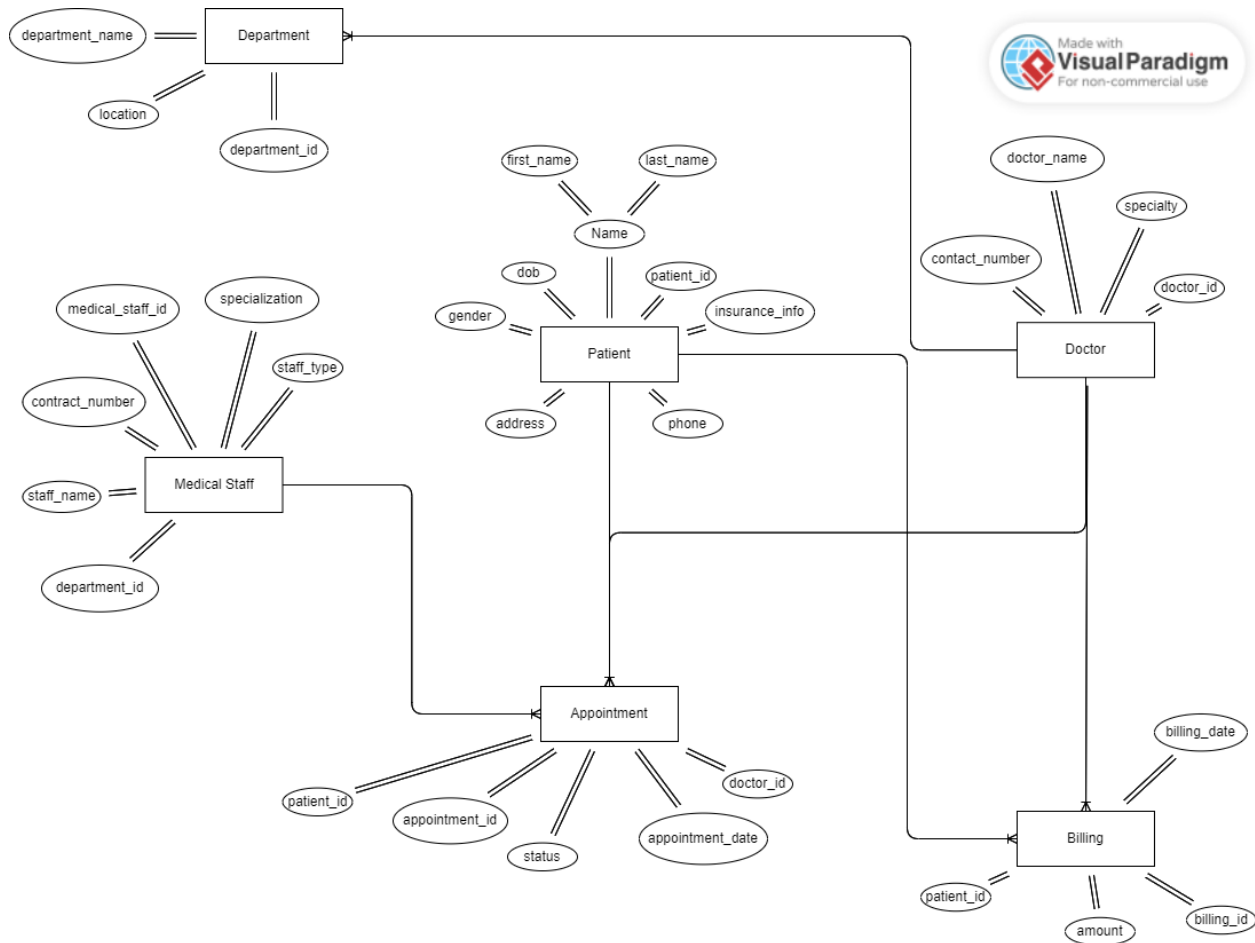 department_name
Department
location
department_id
Made with
Visual Paradigm
For non-commercial use
first_name
last_name
Name
dob
patient_id
gender
insurance_info
Patient
address
phone
doctor_name
specialty
contact_number
doctor_id
Doctor
medical_staff_id
specialization
staff_type
contract_number
staff_name
Medical Staff
department_id
Appointment
patient_id
appointment_id
status
appointment_date
doctor_id
billing_date
Billing
patient_id
amount
billing_id